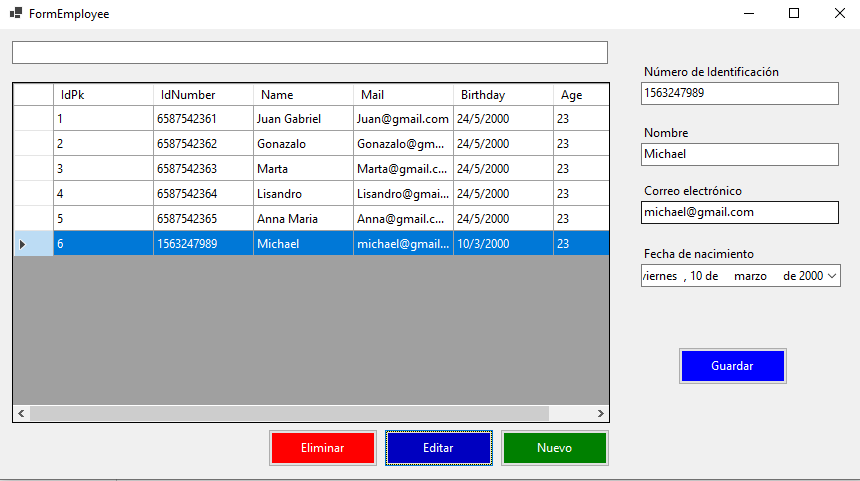 FormEmployee
IdPk IdNumber Name Mail Birthday Age
1 6587542361 Juan Gabriel Juan@gmail.com 24/5/2000 23
2 6587542362 Gonazalo Gonazalo@gm... 24/5/2000 23
3 6587542363 Marta Marta@gmail.c... 24/5/2000 23
4 6587542364 Lisandro Lisandro@gmai... 24/5/2000 23
5 6587542365 Anna Maria Anna@gmail.c... 24/5/2000 23
6 1563247989 Michael michael@gmail... 10/3/2000 23
Eliminar Editar Nuevo
Número de Identificación
1563247989
Nombre
Michael
Correo electrónico
michael@gmail.com
Fecha de nacimiento
viernes , 10 de marzo de 2000
Guardar